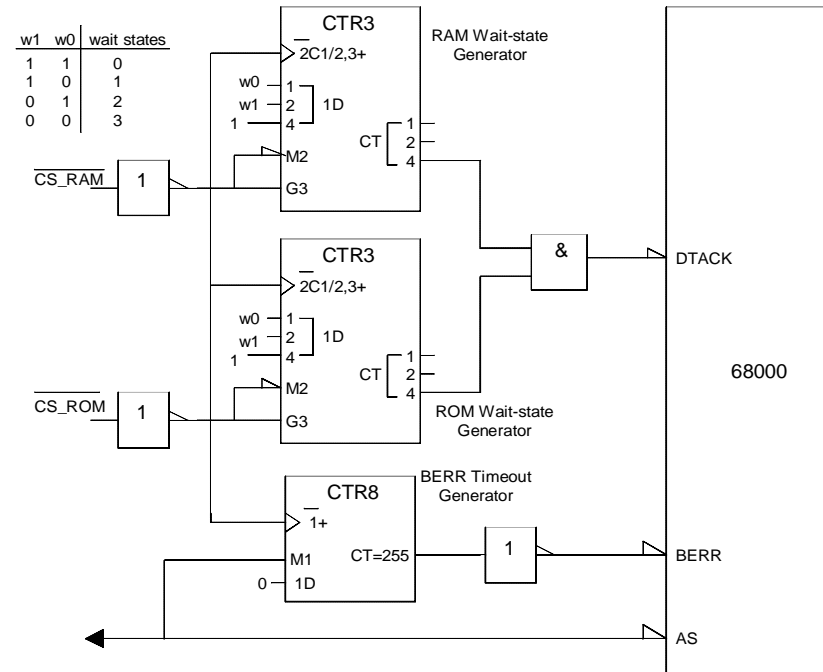 w1 w0 wait states
1 1 0
1 0 1
0 1 2
0 0 3
CTR3
2C1/2,3+
w0 1
w1 2 1D
1 4
CT 1
2
4
M2
G3
RAM Wait-state
Generator
CS_RAM
1
CTR3
2C1/2,3+
w0 1
w1 2 1D
1 4
CT 1
2
4
M2
G3
ROM Wait-state
Generator
CS_ROM
1
&
DTACK
68000
BERR Timeout
Generator
CTR8
1+
M1
CT=255
0 1D
1
BERR
AS